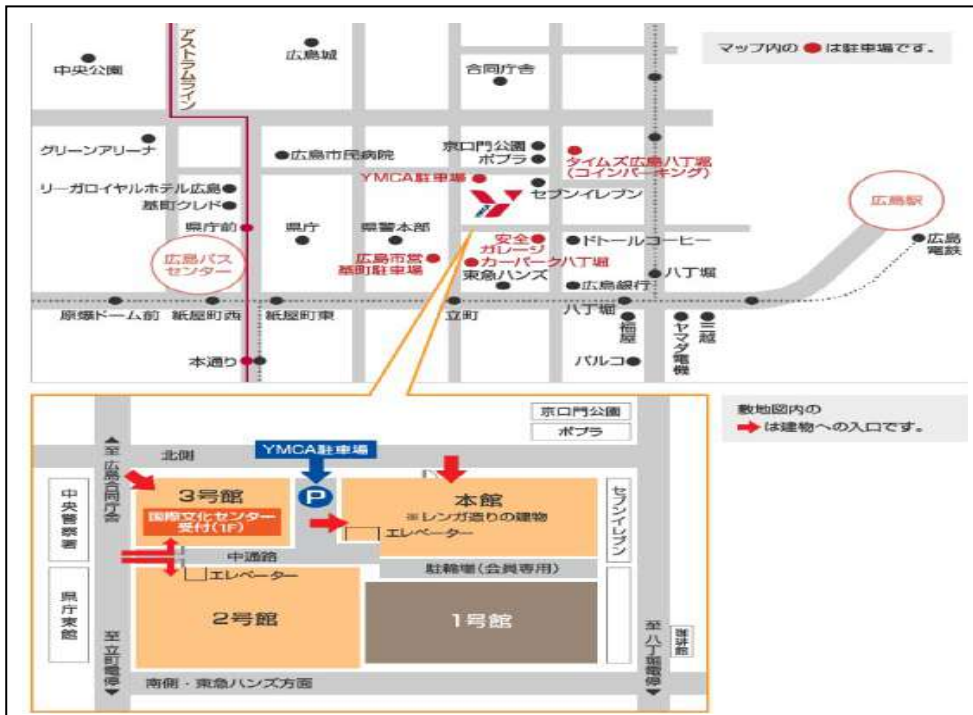 マップ内の ● は駐車場です。
アストラムライン
中央公園
広島城
合同庁舎
グリーンアリーナ
広島市民病院
京口門公園
ポプラ
タイムズ広島八丁堀
(コインパーキング)
YMCA駐車場
リーガロイヤルホテル広島
基町クレド
セブンイレブン
広島駅
県庁前
県庁
県警本部
安全
ガレージ
ドトールコーヒー
広島
電鉄
広島バス
センター
広島市営
基町駐車場
カーパーク八丁堀
東急ハンズ
八丁堀
広島銀行
原爆ドーム前
紙屋町西
紙屋町東
立町
八丁堀
福屋
ヤマダ電機
三越
本通り
パルコ
敷地図内の
➡は建物への入口です。
京口門公園
ポプラ
▲至 広島合同庁舎
北側
YMCA駐車場
P
3号館
国際文化センター
受付(1F)
本館
※レンガ造りの建物
エレベーター
中央警察署
セブンイレブン
中通路
駐輪場(会員専用)
エレベーター
2号館
1号館
県庁東館
至 立町電停▼
至 八丁堀電停▼
珈琲館
南側・東急ハンズ方面